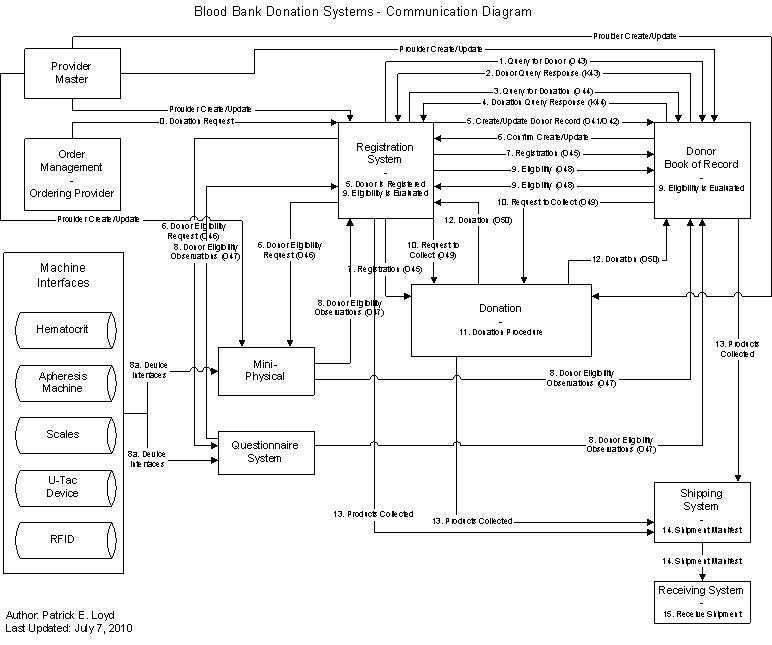 Blood Bank Donation Systems - Communication Diagram
Provider Create/Update
Provider
Master
Provider Create/Update
1. Query for Donor (O43)
2. Donor Query Response (K43)
3. Query for Donation (O44)
4. Donation Query Response (K44)
Provider Create/Update
0. Donation Request
5. Create/Update Donor Record (O41/O42)
6. Confirm Create/Update
7. Registration (O45)
9. Eligibility (O48)
9. Eligibility (O48)
10. Request to Collect (O49)
Order
Management
-
Ordering Provider
Registration
System
-
5. Donor is Registered
9. Eligibility is Evaluated
Donor
Book of Record
-
9. Eligibility is Evaluated
Provider Create/Update
6. Donor Eligibility
Request (O46)
8. Donor Eligibility
Observations (O47)
6. Donor Eligibility
Request (O46)
10. Request to
Collect (O49)
12. Donation (O50)
12. Donation (O50)
7. Registration (O45)
8. Donor Eligibility
Observations (O47)
Machine
Interfaces
Hematocrit
Apheresis
Machine
Scales
U-Tac
Device
RFID
Donation
-
11. Donation Procedure
13. Products
Collected
8a. Device
Interfaces
Mini-
Physical
8. Donor Eligibility
Observations (O47)
8a. Device
Interfaces
Questionnaire
System
8. Donor Eligibility
Observations (O47)
13. Products Collected
13. Products Collected
Shipping
System
-
14. Shipment Manifest
14. Shipment Manifest
Receiving System
-
15. Receive Shipment
Author: Patrick E. Loyd
Last Updated: July 7, 2010